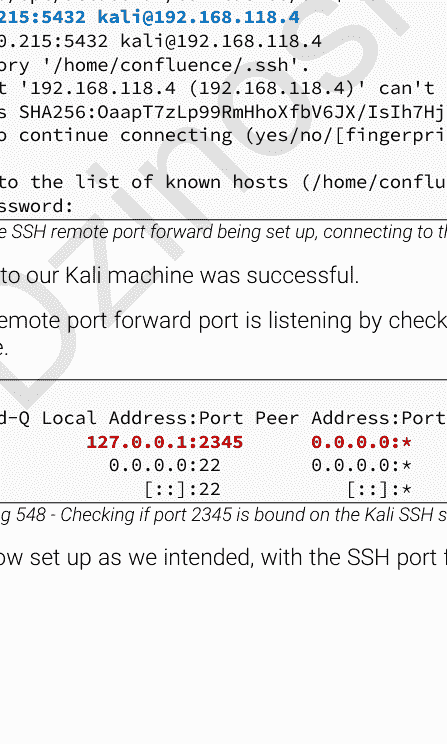 215:5432 kali@192.168.118.4
0.215:5432 kali@192.168.118.4
ory '/home/confluence/.ssh'.
t '192.168.118.4 (192.168.118.4)' can't
s SHA256:OaapT7zLp99RmHhoXfbV6JX/IsIh7Hj
o continue connecting (yes/no/[fingerpri
to the list of known hosts (/home/conflu
ssword:
e SSH remote port forward being set up, connecting to th
to our Kali machine was successful.
emote port forward port is listening by check
e.
d-Q Local Address:Port Peer Address:Port
127.0.0.1:2345 0.0.0.0:*
0.0.0.0:22 0.0.0.0:*
[::]:22 [::]:*
g 548 - Checking if port 2345 is bound on the Kali SSH s
ow set up as we intended, with the SSH port f